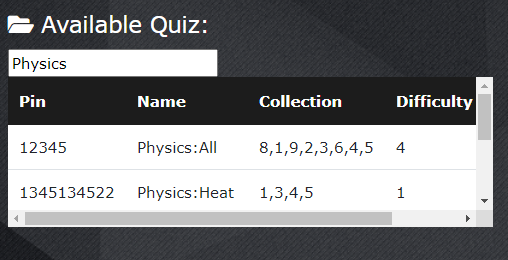 Available Quiz:
Physics
Pin Name Collection Difficulty
12345 Physics:All 8,1,9,2,3,6,4,5 4
1345134522 Physics:Heat 1,3,4,5 1